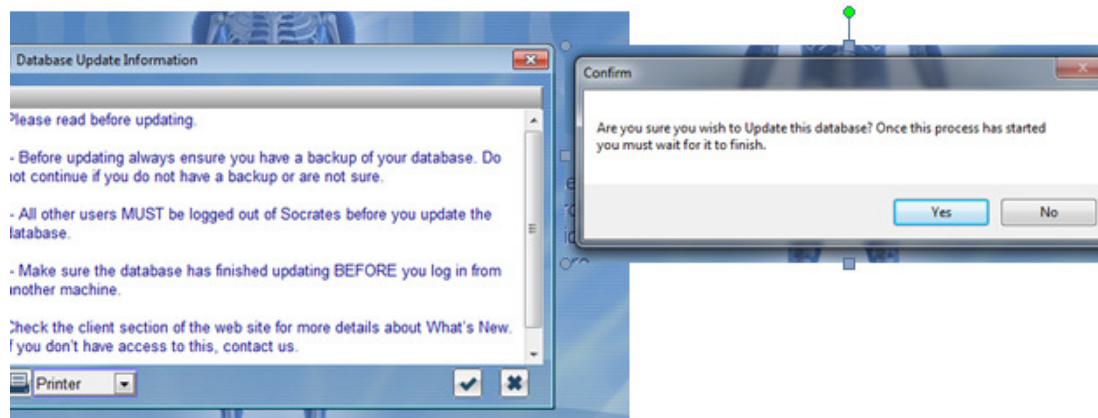 Database Update Information
Please read before updating.
- Before updating always ensure you have a backup of your database. Do
not continue if you do not have a backup or are not sure.
- All other users MUST be logged out of Socrates before you update the
database.
- Make sure the database has finished updating BEFORE you log in from
another machine.
Check the client section of the web site for more details about What's New.
If you don't have access to this, contact us.
Printer
Confirm
Are you sure you wish to Update this database? Once this process has started
you must wait for it to finish.
Yes
No